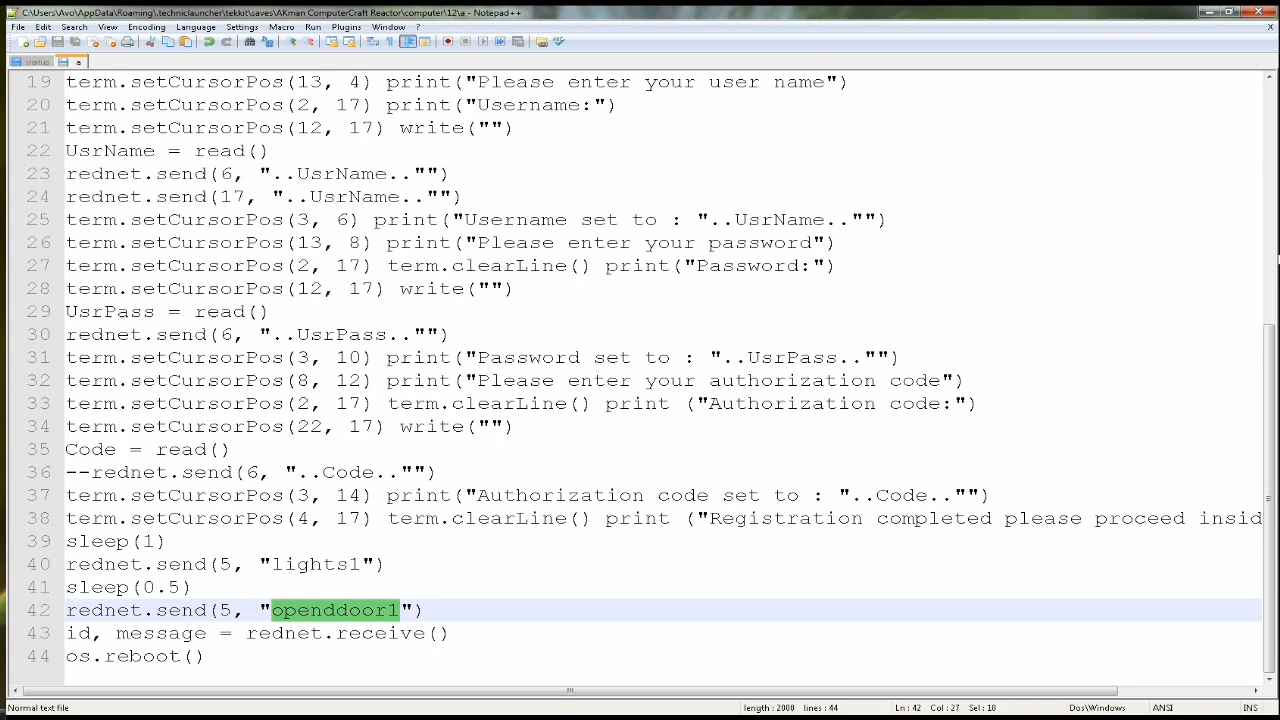 C:\Users\Avo\AppData\Roaming\.techniclauncher\tekkit\saves\AKman ComputerCraft Reactor\computer\12\a - Notepad++
File Edit Search View Encoding Language Settings Macro Run Plugins Window ? X
startup a
19 term.setCursorPos(13, 4) print("Please enter your user name")
20 term.setCursorPos(2, 17) print("Username:")
21 term.setCursorPos(12, 17) write("")
22 UsrName = read()
23 rednet.send(6, "..UsrName.."")
24 rednet.send(17, "..UsrName.."")
25 term.setCursorPos(3, 6) print("Username set to : "..UsrName.."")
26 term.setCursorPos(13, 8) print("Please enter your password")
27 term.setCursorPos(2, 17) term.clearLine() print("Password:")
28 term.setCursorPos(12, 17) write("")
29 UsrPass = read()
30 rednet.send(6, "..UsrPass.."")
31 term.setCursorPos(3, 10) print("Password set to : "..UsrPass.."")
32 term.setCursorPos(8, 12) print("Please enter your authorization code")
33 term.setCursorPos(2, 17) term.clearLine() print ("Authorization code:")
34 term.setCursorPos(22, 17) write("")
35 Code = read()
36 --rednet.send(6, "..Code.."")
37 term.setCursorPos(3, 14) print("Authorization code set to : "..Code.."")
38 term.setCursorPos(4, 17) term.clearLine() print ("Registration completed please proceed insid
39 sleep(1)
40 rednet.send(5, "lights1")
41 sleep(0.5)
42 rednet.send(5, "openddoor1")
43 id, message = rednet.receive()
44 os.reboot()
Normal text file length : 2000 lines : 44 Ln : 42 Col : 27 Sel : 10 Dos\Windows ANSI INS